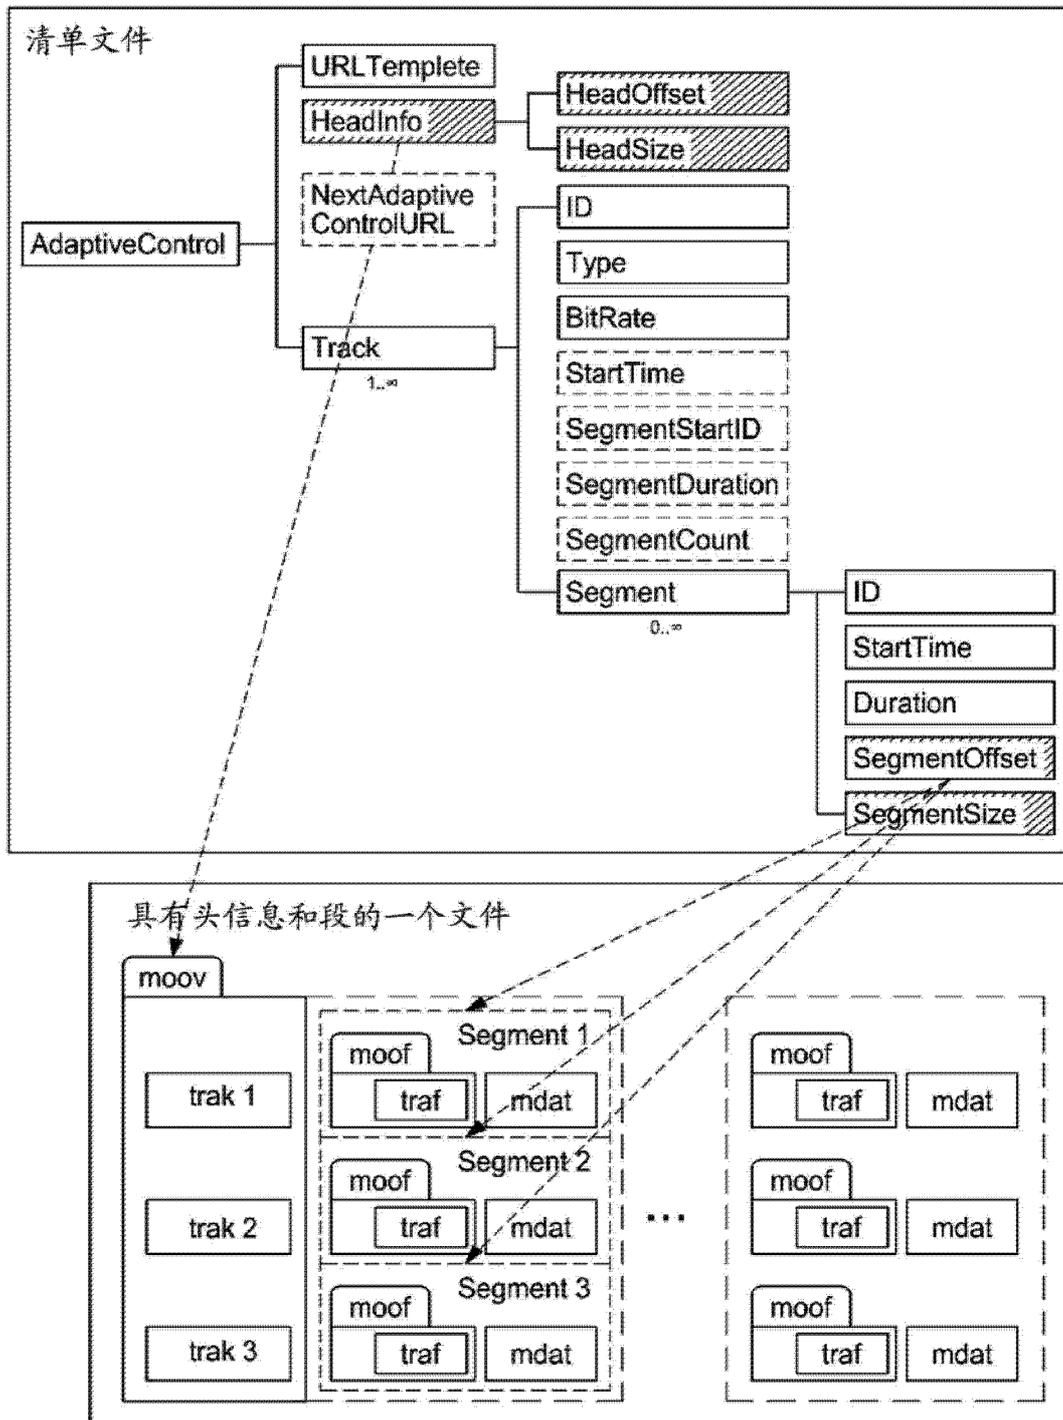 清单文件
URLTemplete
HeadInfo
HeadOffset
HeadSize
NextAdaptive
ControlURL
AdaptiveControl
Track
1..∞
ID
Type
BitRate
StartTime
SegmentStartID
SegmentDuration
SegmentCount
Segment
0..∞
ID
StartTime
Duration
SegmentOffset
SegmentSize
具有头信息和段的一个文件
moov
trak 1
Segment 1
moof
traf
mdat
moof
traf
mdat
trak 2
Segment 2
moof
traf
mdat
...
moof
traf
mdat
trak 3
Segment 3
moof
traf
mdat
moof
traf
mdat